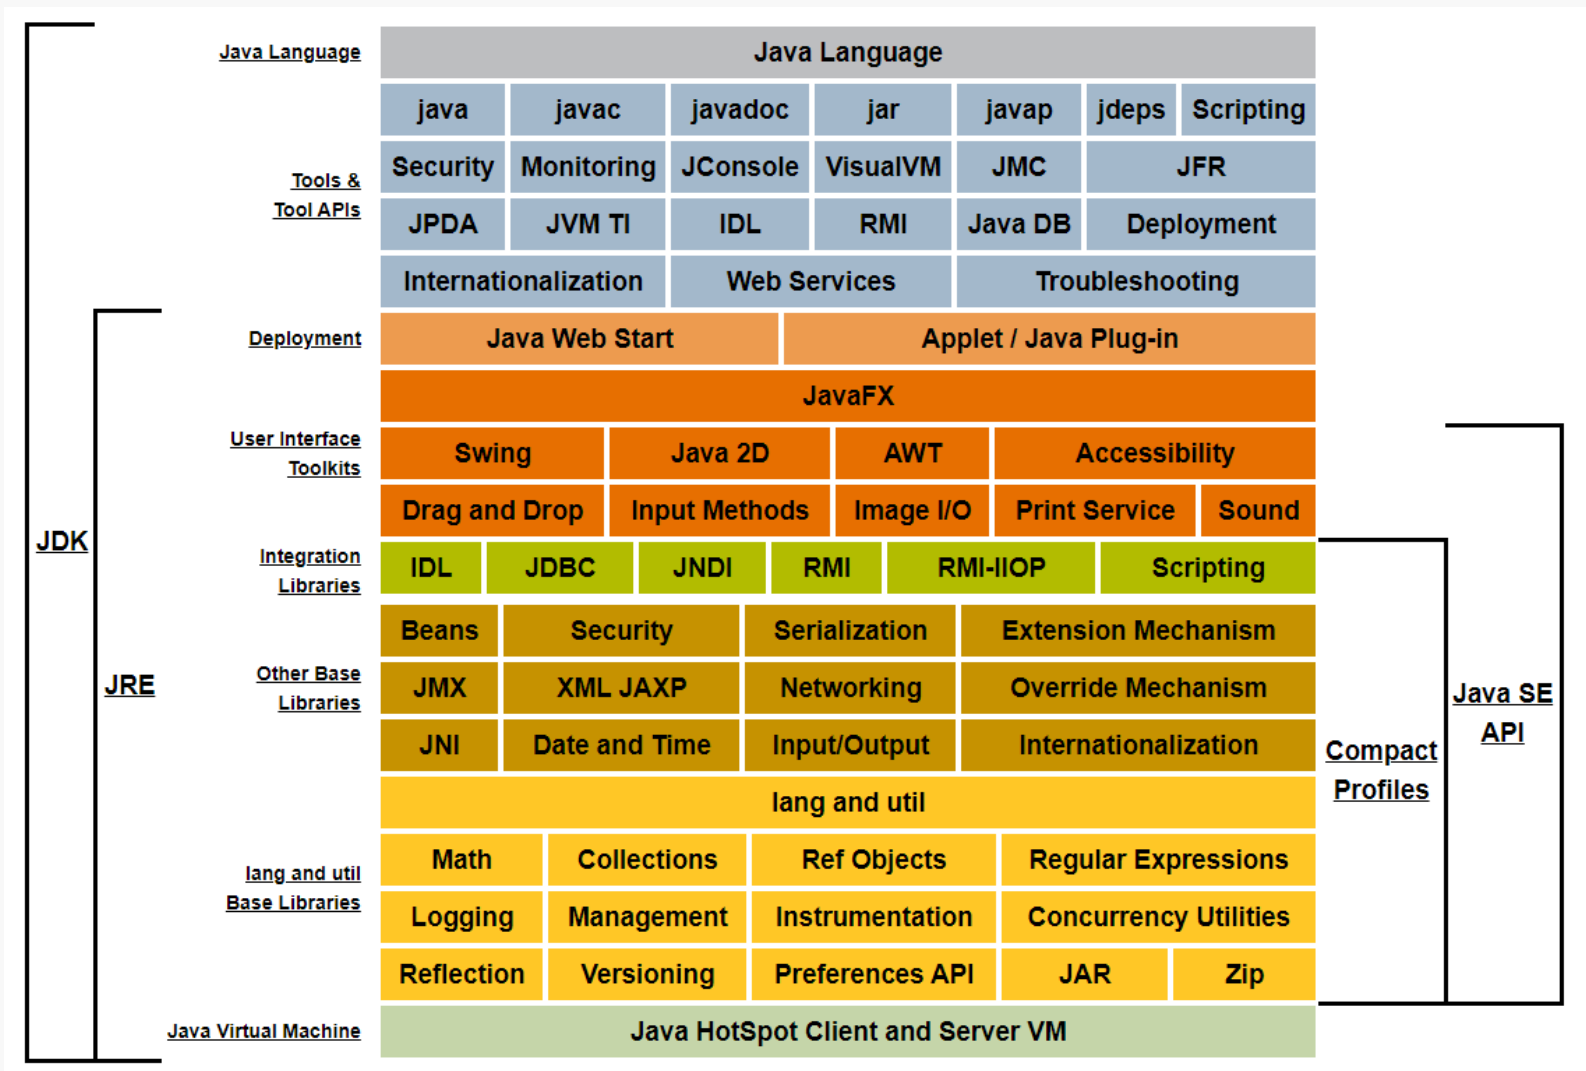 Java Language
Java Language
java javac javadoc jar javap jdeps Scripting
Tools &
Tool APIs
Security Monitoring JConsole VisualVM JMC JFR
JPDA JVM TI IDL RMI Java DB Deployment
Internationalization Web Services Troubleshooting
Deployment
Java Web Start Applet / Java Plug-in
JavaFX
User Interface
Toolkits
Swing Java 2D AWT Accessibility
Drag and Drop Input Methods Image I/O Print Service Sound
JDK
Integration
Libraries
IDL JDBC JNDI RMI RMI-IIOP Scripting
JRE
Other Base
Libraries
Beans Security Serialization Extension Mechanism
JMX XML JAXP Networking Override Mechanism
JNI Date and Time Input/Output Internationalization
Java SE
API
Compact
Profiles
lang and util
lang and util
Base Libraries
Math Collections Ref Objects Regular Expressions
Logging Management Instrumentation Concurrency Utilities
Reflection Versioning Preferences API JAR Zip
Java Virtual Machine
Java HotSpot Client and Server VM